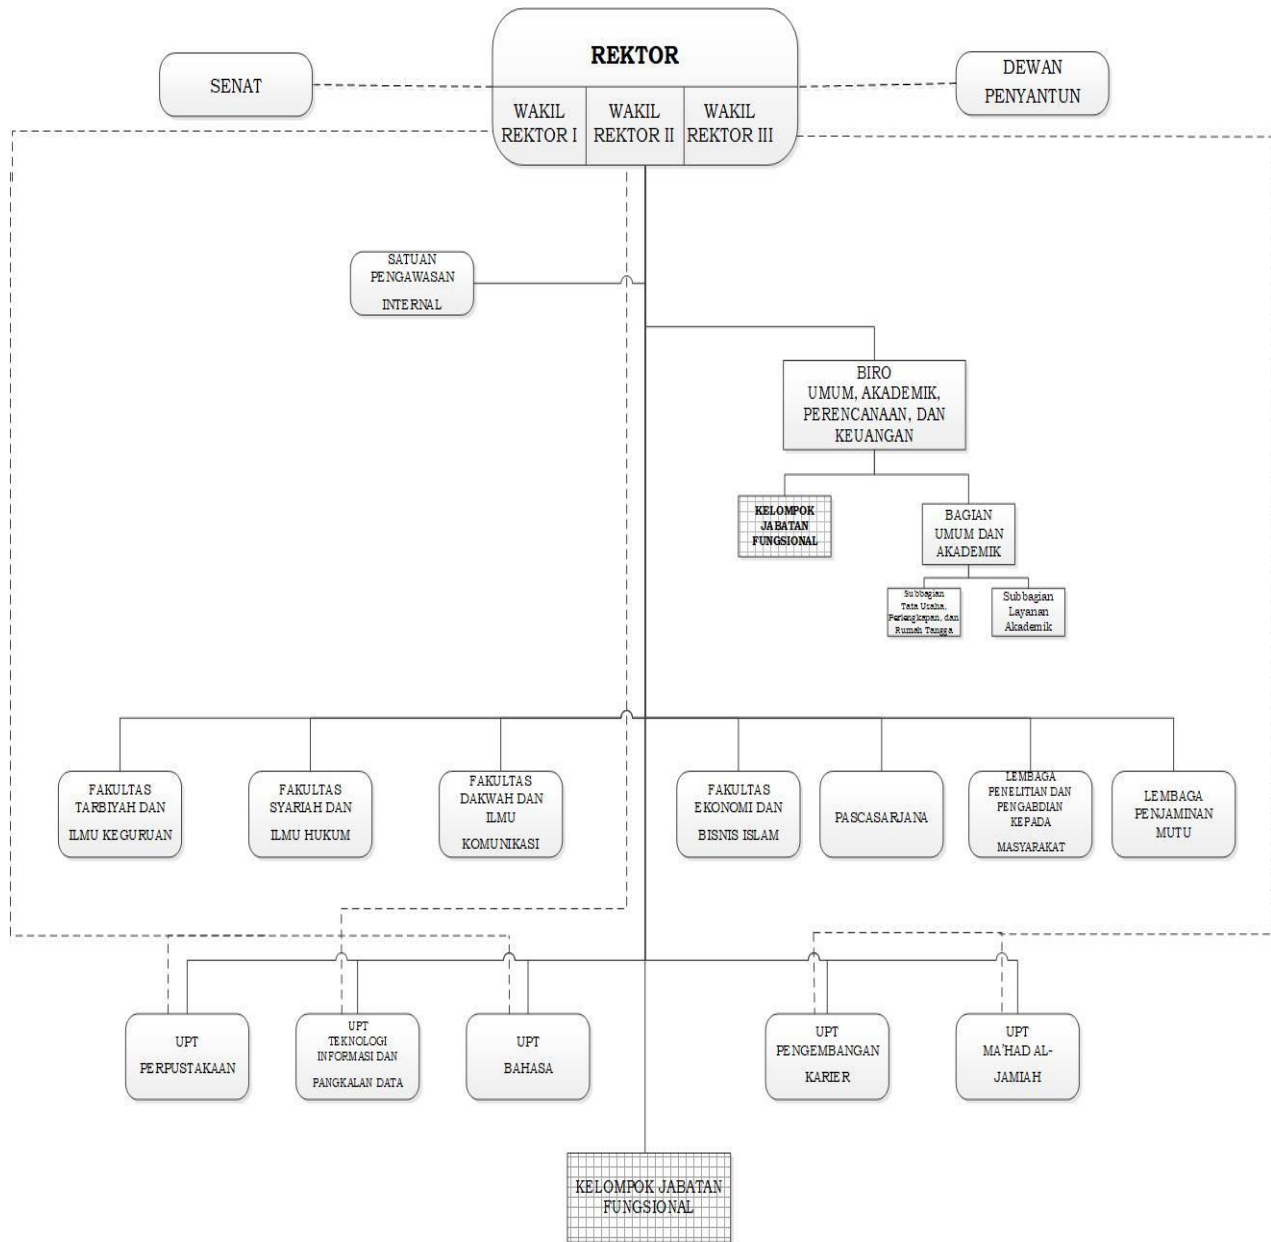 REKTOR
SENAT
DEWAN
PENYANTUN
WAKIL
REKTOR I
WAKIL
REKTOR II
WAKIL
REKTOR III
SATUAN
PENGAWASAN
INTERNAL
BIRO
UMUM, AKADEMIK,
PERENCANAAN, DAN
KEUANGAN
KELOMPOK
JABATAN
FUNGSIONAL
BAGIAN
UMUM DAN
AKADEMIK
Subbagian
Tata Usaha,
Perlengkapan, dan
Rumah Tangga
Subbagian
Layanan
Akademik
FAKULTAS
TARBIYAH DAN
ILMU KEGURUAN
FAKULTAS
SYARIAH DAN
ILMU HUKUM
FAKULTAS
DAKWAH DAN
ILMU
KOMUNIKASI
FAKULTAS
EKONOMI DAN
BISNIS ISLAM
PASCASARJANA
LEMBAGA
PENELITIAN DAN
PENGABDIAN
KEPADA
MASYARAKAT
LEMBAGA
PENJAMINAN
MUTU
UPT
PERPUSTAKAAN
UPT
TEKNOLOGI
INFORMASI DAN
PANGKALAN DATA
UPT
BAHASA
UPT
PENGEMBANGAN
KARIER
UPT
MA'HAD AL-
JAMIAH
KELOMPOK JABATAN
FUNGSIONAL